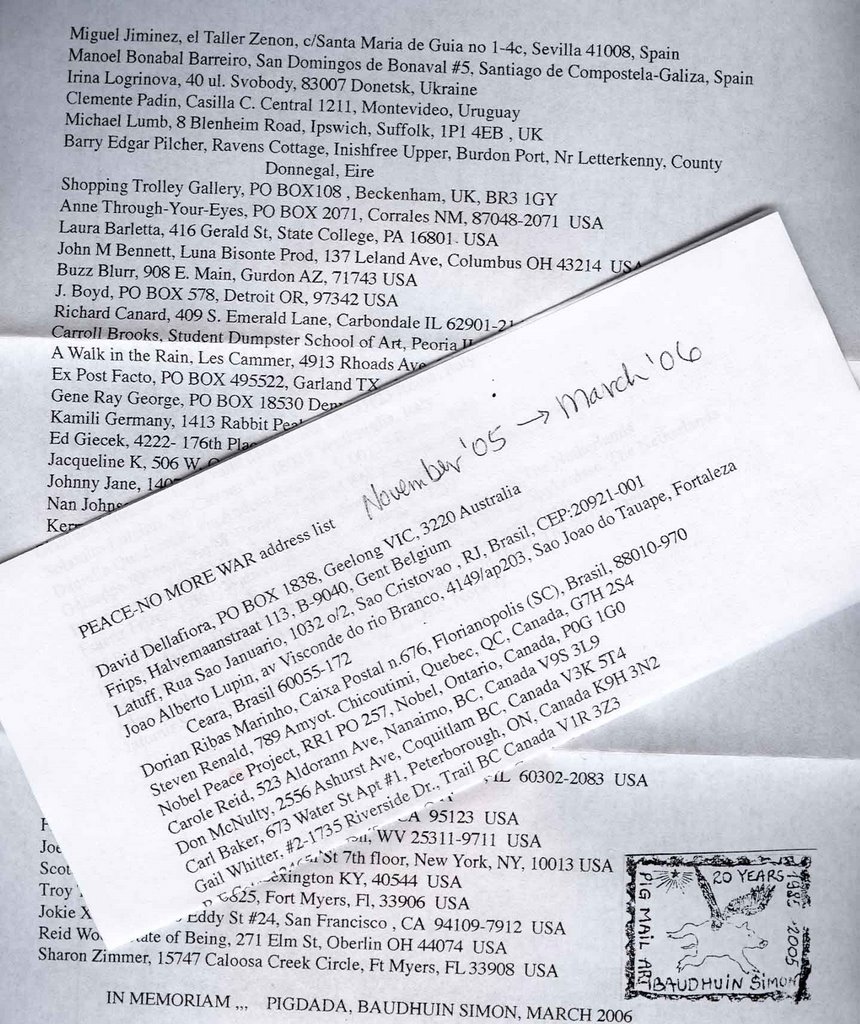 Miguel Jiminez, el Taller Zenon, c/Santa Maria de Guia no 1-4c, Sevilla 41008, Spain
Manoel Bonabal Barreiro, San Domingos de Bonaval #5, Santiago de Compostela-Galiza, Spain
Irina Logrinova, 40 ul. Svobody, 83007 Donetsk, Ukraine
Clemente Padin, Casilla C. Central 1211, Montevideo, Uruguay
Michael Lumb, 8 Blenheim Road, Ipswich, Suffolk, 1P1 4EB , UK
Barry Edgar Pilcher, Ravens Cottage, Inishfree Upper, Burdon Port, Nr Letterkenny, County
Donnegal, Eire
Shopping Trolley Gallery, PO BOX108 , Beckenham, UK, BR3 1GY
Anne Through-Your-Eyes, PO BOX 2071, Corrales NM, 87048-2071 USA
Laura Barletta, 416 Gerald St, State College, PA 16801- USA
John M Bennett, Luna Bisonte Prod, 137 Leland Ave, Columbus OH 43214 USA
Buzz Blurr, 908 E. Main, Gurdon AZ, 71743 USA
J. Boyd, PO BOX 578, Detroit OR, 97342 USA
Richard Canard, 409 S. Emerald Lane, Carbondale IL 62901-21
Carroll Brooks, Student Dumpster School of Art, Peoria
A Walk in the Rain, Les Cammer, 4913 Rhoads Ave
Ex Post Facto, PO BOX 495522, Garland TX
Gene Ray George, PO BOX 18530 Den
Kamili Germany, 1413 Rabbit
Ed Giecek, 4222- 176th Plac
Jacqueline K, 506 W
Johnny Jane, 140
Nan Johns
Ker
PEACE-NO MORE WAR address list November '05 → March '06
David Dellafiora, PO BOX 1838, Geelong VIC, 3220 Australia
Frips, Halvemaanstraat 113, B-9040, Gent Belgium
Latuff, Rua Sao Januario, 1032 o/2, Sao Cristovao , RJ, Brasil, CEP:20921-001
Joao Alberto Lupin, av Visconde do rio Branco, 4149/ap203, Sao Joao do Tauape, Fortaleza
Ceara, Brasil 60055-172
Dorian Ribas Marinho, Caixa Postal n.676, Florianopolis (SC), Brasil, 88010-970
Steven Renald, 789 Amyot, Chicoutimi, Quebec, QC, Canada, G7H 2S4
Nobel Peace Project, RR1 PO 257, Nobel, Ontario, Canada, P0G 1G0
Carole Reid, 523 Aldorann Ave, Nanaimo, BC, Canada V9S 3L9
Don McNulty, 2556 Ashurst Ave, Coquitlam BC, Canada V3K 5T4
Carl Baker, 673 Water St Apt #1, Peterborough, ON, Canada K9H 3N2
Gail Whitter, #2-1735 Riverside Dr., Trail BC Canada V1R 3Z3
IL 60302-2083 USA
CA 95123 USA
Joe WV 25311-9711 USA
Scot St 7th floor, New York, NY, 10013 USA
Troy exington KY, 40544 USA
6825, Fort Myers, Fl, 33906 USA
Jokie X Eddy St #24, San Francisco , CA 94109-7912 USA
Reid Wo ate of Being, 271 Elm St, Oberlin OH 44074 USA
Sharon Zimmer, 15747 Caloosa Creek Circle, Ft Myers, FL 33908 USA
IN MEMORIAM ,,, PIGDADA, BAUDHUIN SIMON, MARCH 2006
20 YEARS
1985 2005
PIG MAIL ART
BAUDHUIN SIMON